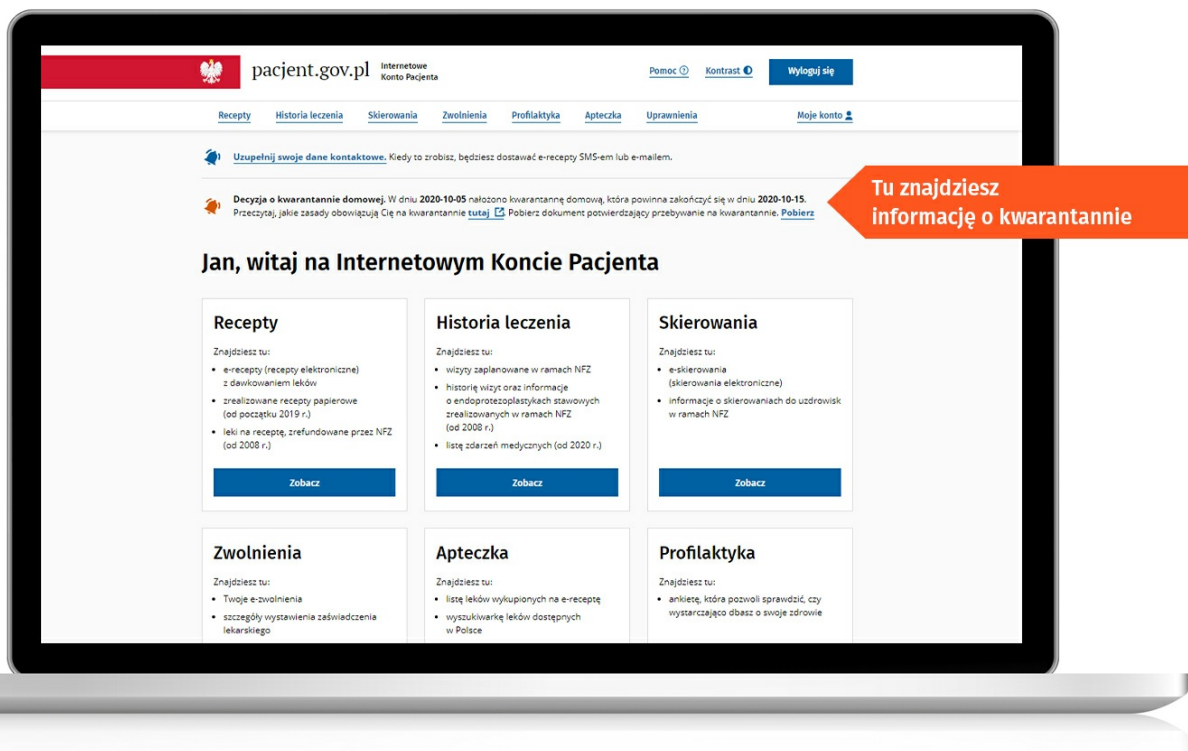 pacjent.gov.pl
Internetowe
Konto Pacjenta
Pomoc
Kontrast
Wyloguj się
Recepty
Historia leczenia
Skierowania
Zwolnienia
Profilaktyka
Apteczka
Uprawnienia
Moje konto
Uzupełnij swoje dane kontaktowe. Kiedy to zrobisz, będziesz dostawać e-recepty SMS-em lub e-mailem.
Decyzja o kwarantannie domowej. W dniu 2020-10-05 nałożono kwarantannę domową, która powinna zakończyć się w dniu 2020-10-15.
Przeczytaj, jakie zasady obowiązują Cię na kwarantannie tutaj Pobierz dokument potwierdzający przebywanie na kwarantannie. Pobierz
Tu znajdziesz
informację o kwarantannie
Jan, witaj na Internetowym Koncie Pacjenta
Recepty
Znajdziesz tu:
• e-recepty (recepty elektroniczne)
z dawkowaniem leków
• zrealizowane recepty papierowe
(od początku 2019 r.)
• leki na receptę, zrefundowane przez NFZ
(od 2008 r.)
Zobacz
Historia leczenia
Znajdziesz tu:
• wizyty zaplanowane w ramach NFZ
• historię wizyt oraz informacje
o endoprotezoplastykach stawowych
zrealizowanych w ramach NFZ
(od 2008 r.)
• listę zdarzeń medycznych (od 2020 r.)
Zobacz
Skierowania
Znajdziesz tu:
• e-skierowania
(skierowania elektroniczne)
• informacje o skierowaniach do uzdrowisk
w ramach NFZ
Zobacz
Zwolnienia
Znajdziesz tu:
• Twoje e-zwolnienia
• szczegóły wystawienia zaświadczenia
lekarskiego
Apteczka
Znajdziesz tu:
• listę leków wykupionych na e-receptę
• wyszukiwarkę leków dostępnych
w Polsce
Profilaktyka
Znajdziesz tu:
• ankietę, która pozwoli sprawdzić, czy
wystarczająco dbasz o swoje zdrowie